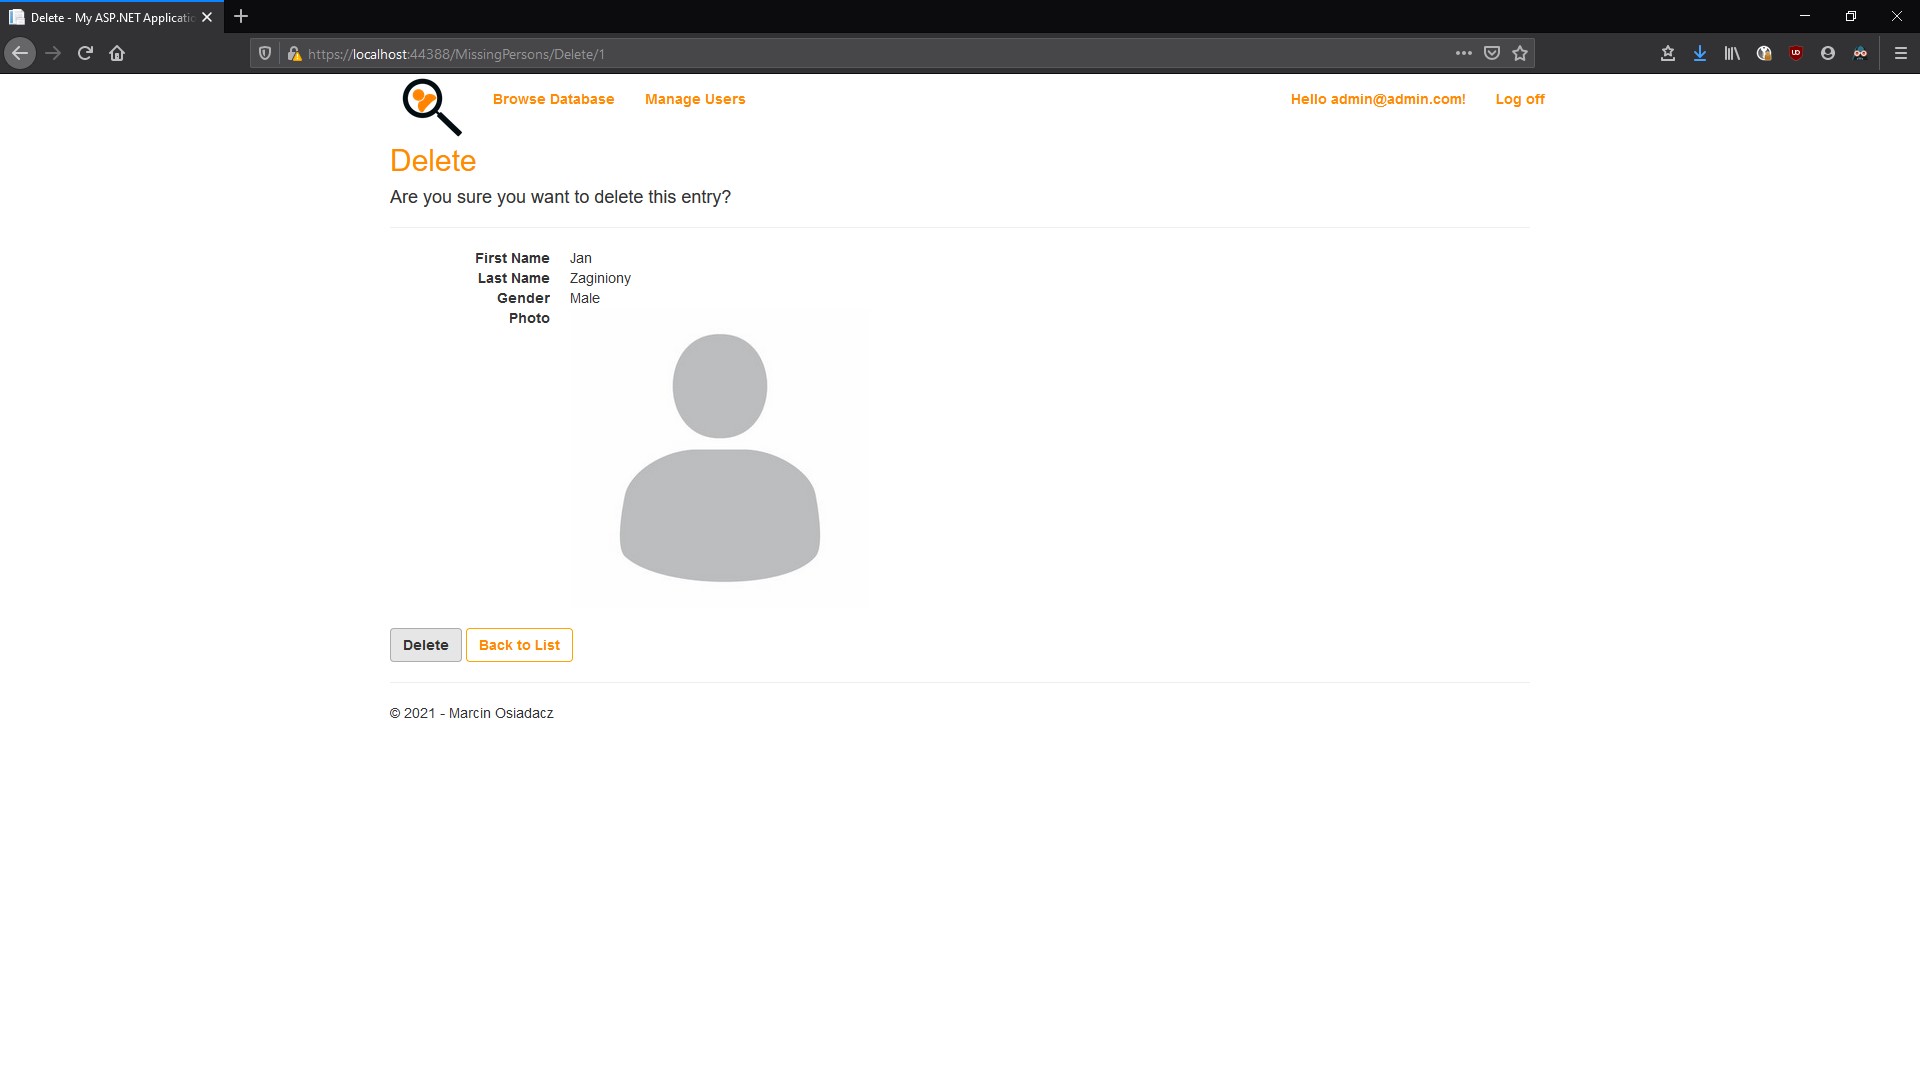 Delete - My ASP.NET Applicatio
https://localhost:44388/MissingPersons/Delete/1
Browse Database Manage Users Hello admin@admin.com! Log off
Delete
Are you sure you want to delete this entry?
First Name Jan
Last Name Zaginiony
Gender Male
Photo
Delete Back to List
© 2021 - Marcin Osiadacz